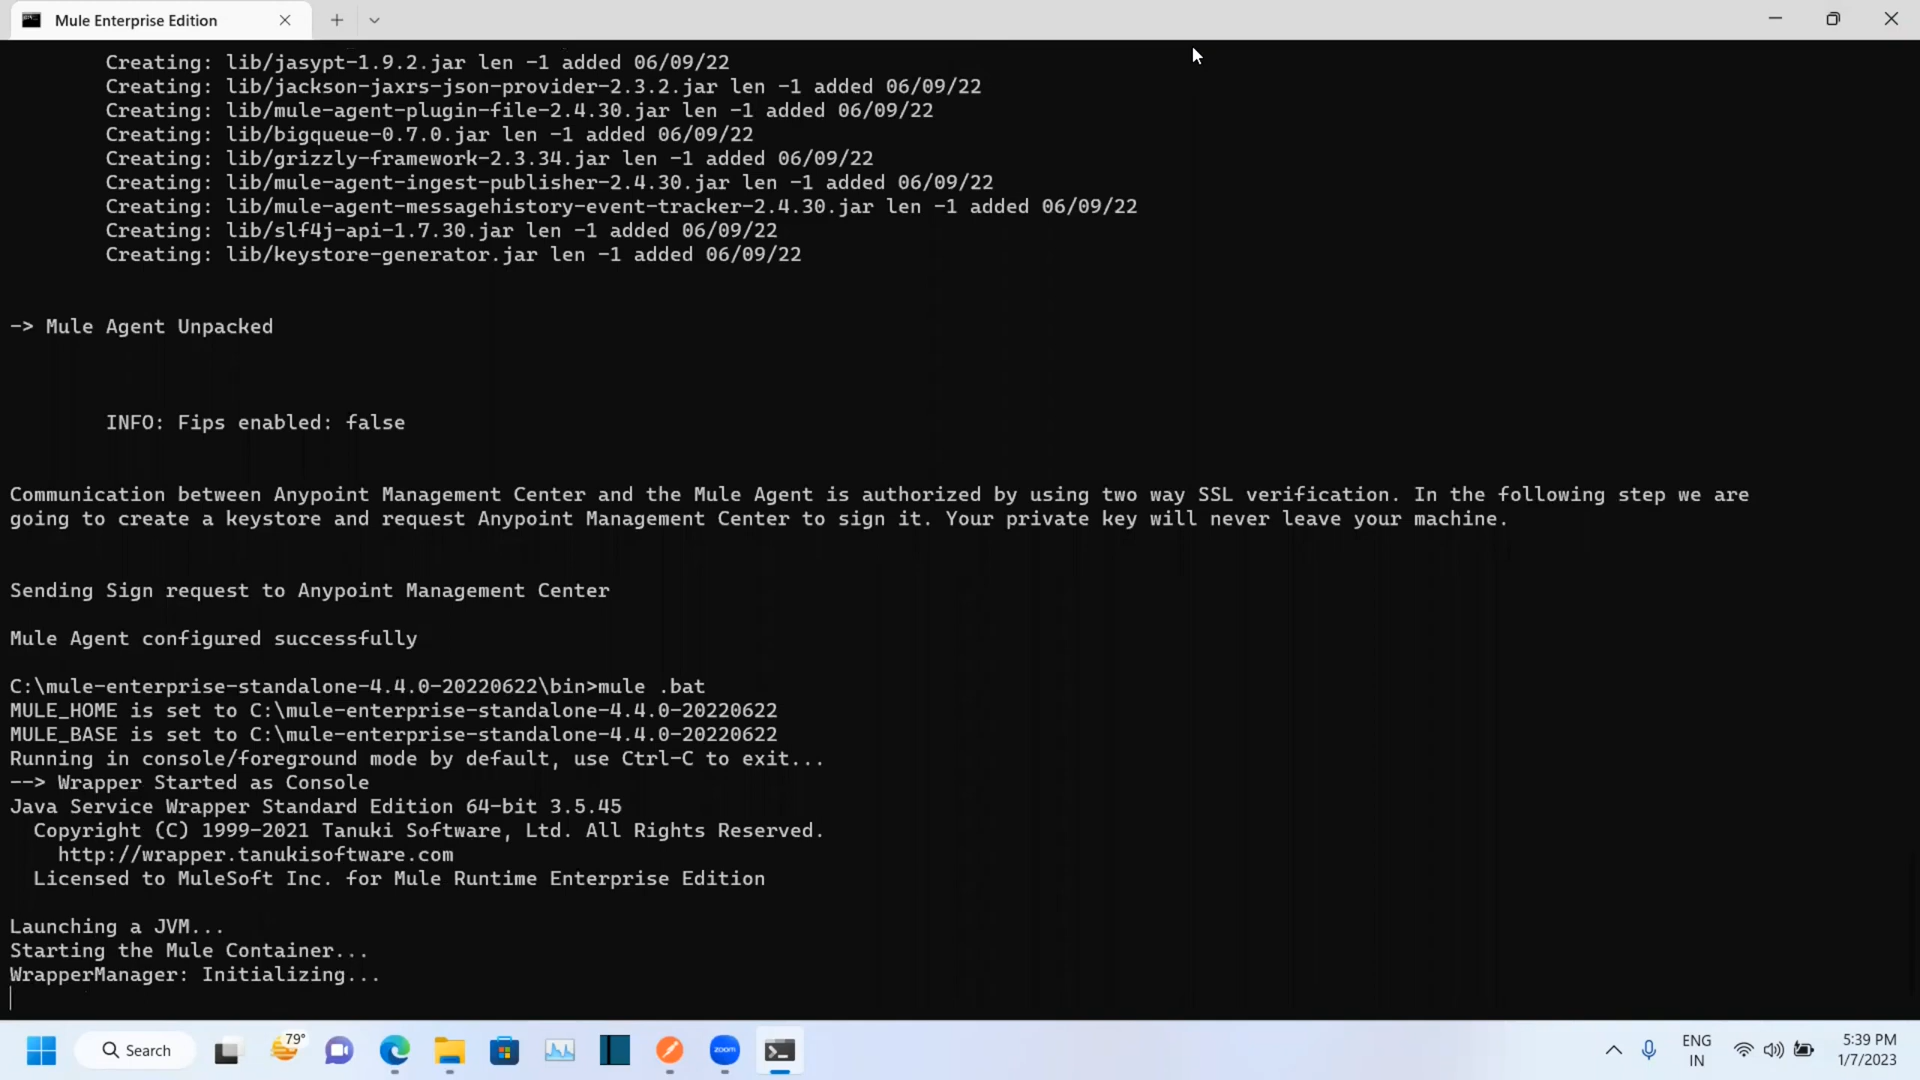 Mule Enterprise Edition
Creating: lib/jasypt-1.9.2.jar len -1 added 06/09/22
Creating: lib/jackson-jaxrs-json-provider-2.3.2.jar len -1 added 06/09/22
Creating: lib/mule-agent-plugin-file-2.4.30.jar len -1 added 06/09/22
Creating: lib/bigqueue-0.7.0.jar len -1 added 06/09/22
Creating: lib/grizzly-framework-2.3.34.jar len -1 added 06/09/22
Creating: lib/mule-agent-ingest-publisher-2.4.30.jar len -1 added 06/09/22
Creating: lib/mule-agent-messagehistory-event-tracker-2.4.30.jar len -1 added 06/09/22
Creating: lib/slf4j-api-1.7.30.jar len -1 added 06/09/22
Creating: lib/keystore-generator.jar len -1 added 06/09/22
-> Mule Agent Unpacked
INFO: Fips enabled: false
Communication between Anypoint Management Center and the Mule Agent is authorized by using two way SSL verification. In the following step we are
going to create a keystore and request Anypoint Management Center to sign it. Your private key will never leave your machine.
Sending Sign request to Anypoint Management Center
Mule Agent configured successfully
C:\mule-enterprise-standalone-4.4.0-20220622\bin>mule .bat
MULE_HOME is set to C:\mule-enterprise-standalone-4.4.0-20220622
MULE_BASE is set to C:\mule-enterprise-standalone-4.4.0-20220622
Running in console/foreground mode by default, use Ctrl-C to exit...
--> Wrapper Started as Console
Java Service Wrapper Standard Edition 64-bit 3.5.45
Copyright (C) 1999-2021 Tanuki Software, Ltd. All Rights Reserved.
http://wrapper.tanukisoftware.com
Licensed to MuleSoft Inc. for Mule Runtime Enterprise Edition
Launching a JVM...
Starting the Mule Container...
WrapperManager: Initializing...
Search
79°
zoom
ENG
IN
5:39 PM
1/7/2023